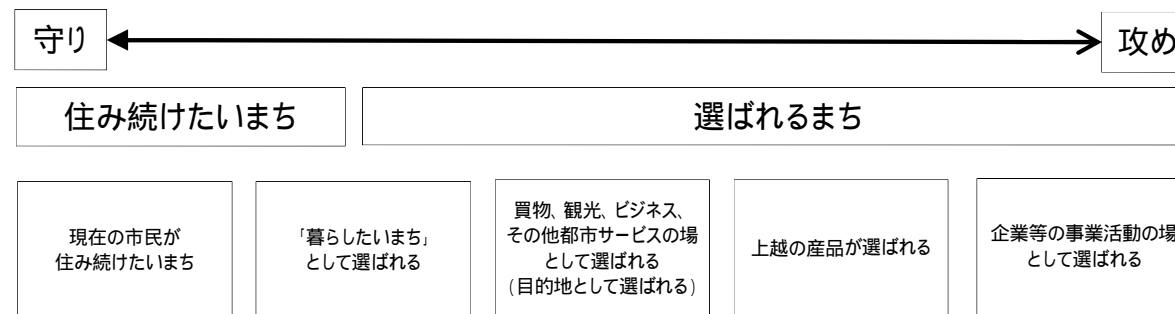 守り
攻め
住み続けたいまち
選ばれるまち
現在の市民が
住み続けたいまち
「暮らしたいまち」
として選ばれる
買物、観光、ビジネス、
その他都市サービスの場
として選ばれる
(目的地として選ばれる)
上越の産品が選ばれる
企業等の事業活動の場
として選ばれる